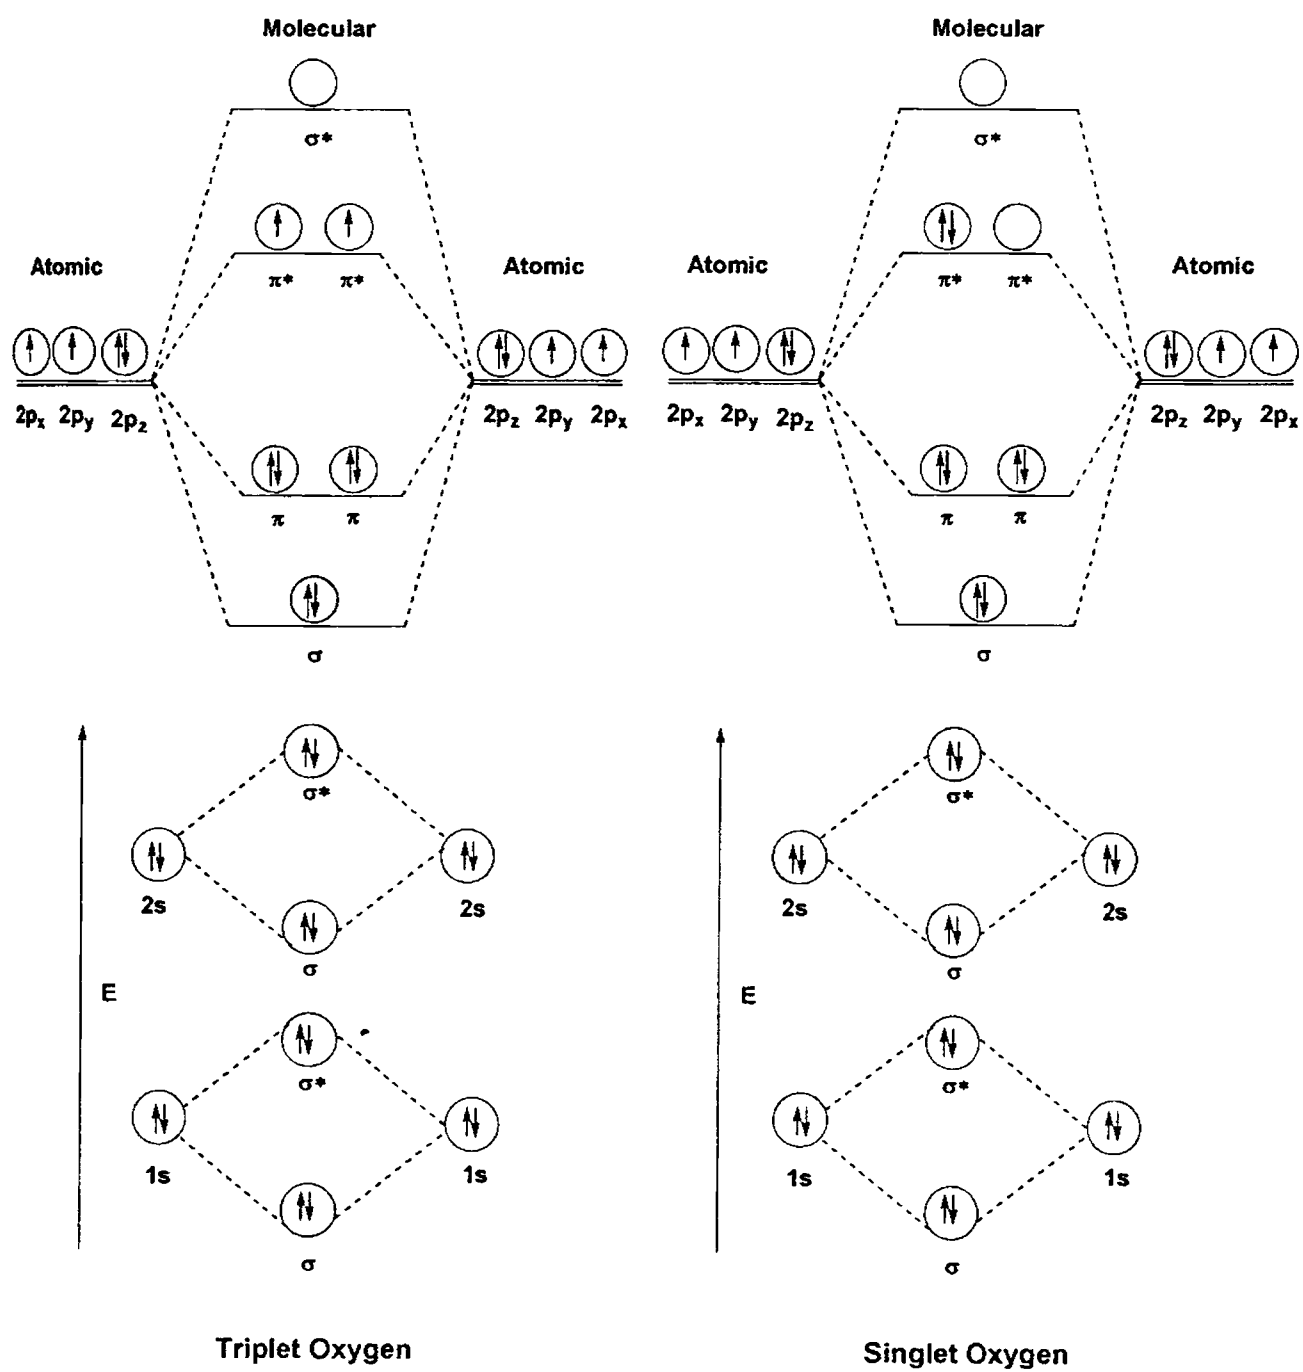 Molecular
Molecular
σ*
σ*
Atomic
π* π*
Atomic
Atomic
π* π*
Atomic
2px 2py 2pz
2pz 2py 2px
2px 2py 2pz
2pz 2py 2px
π π
π π
σ
σ
σ*
σ*
2s
2s
2s
2s
σ
σ
E
E
σ*
σ*
1s
1s
1s
1s
σ
σ
Triplet Oxygen
Singlet Oxygen